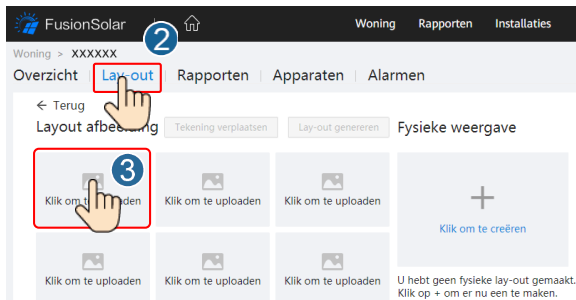 FusionSolar
Woning Rapporten Installaties
2
Woning > XXXXXX
Overzicht Lay-out Rapporten Apparaten Alarmen
← Terug
Layout afbeelding Tekening verplaatsen Lay-out genereren Fysieke weergave
3
Klik om te uploaden Klik om te uploaden Klik om te uploaden
Klik om te creëren
Klik om te uploaden Klik om te uploaden Klik om te uploaden
U hebt geen fysieke lay-out gemaakt.
Klik op + om er nu een te maken.